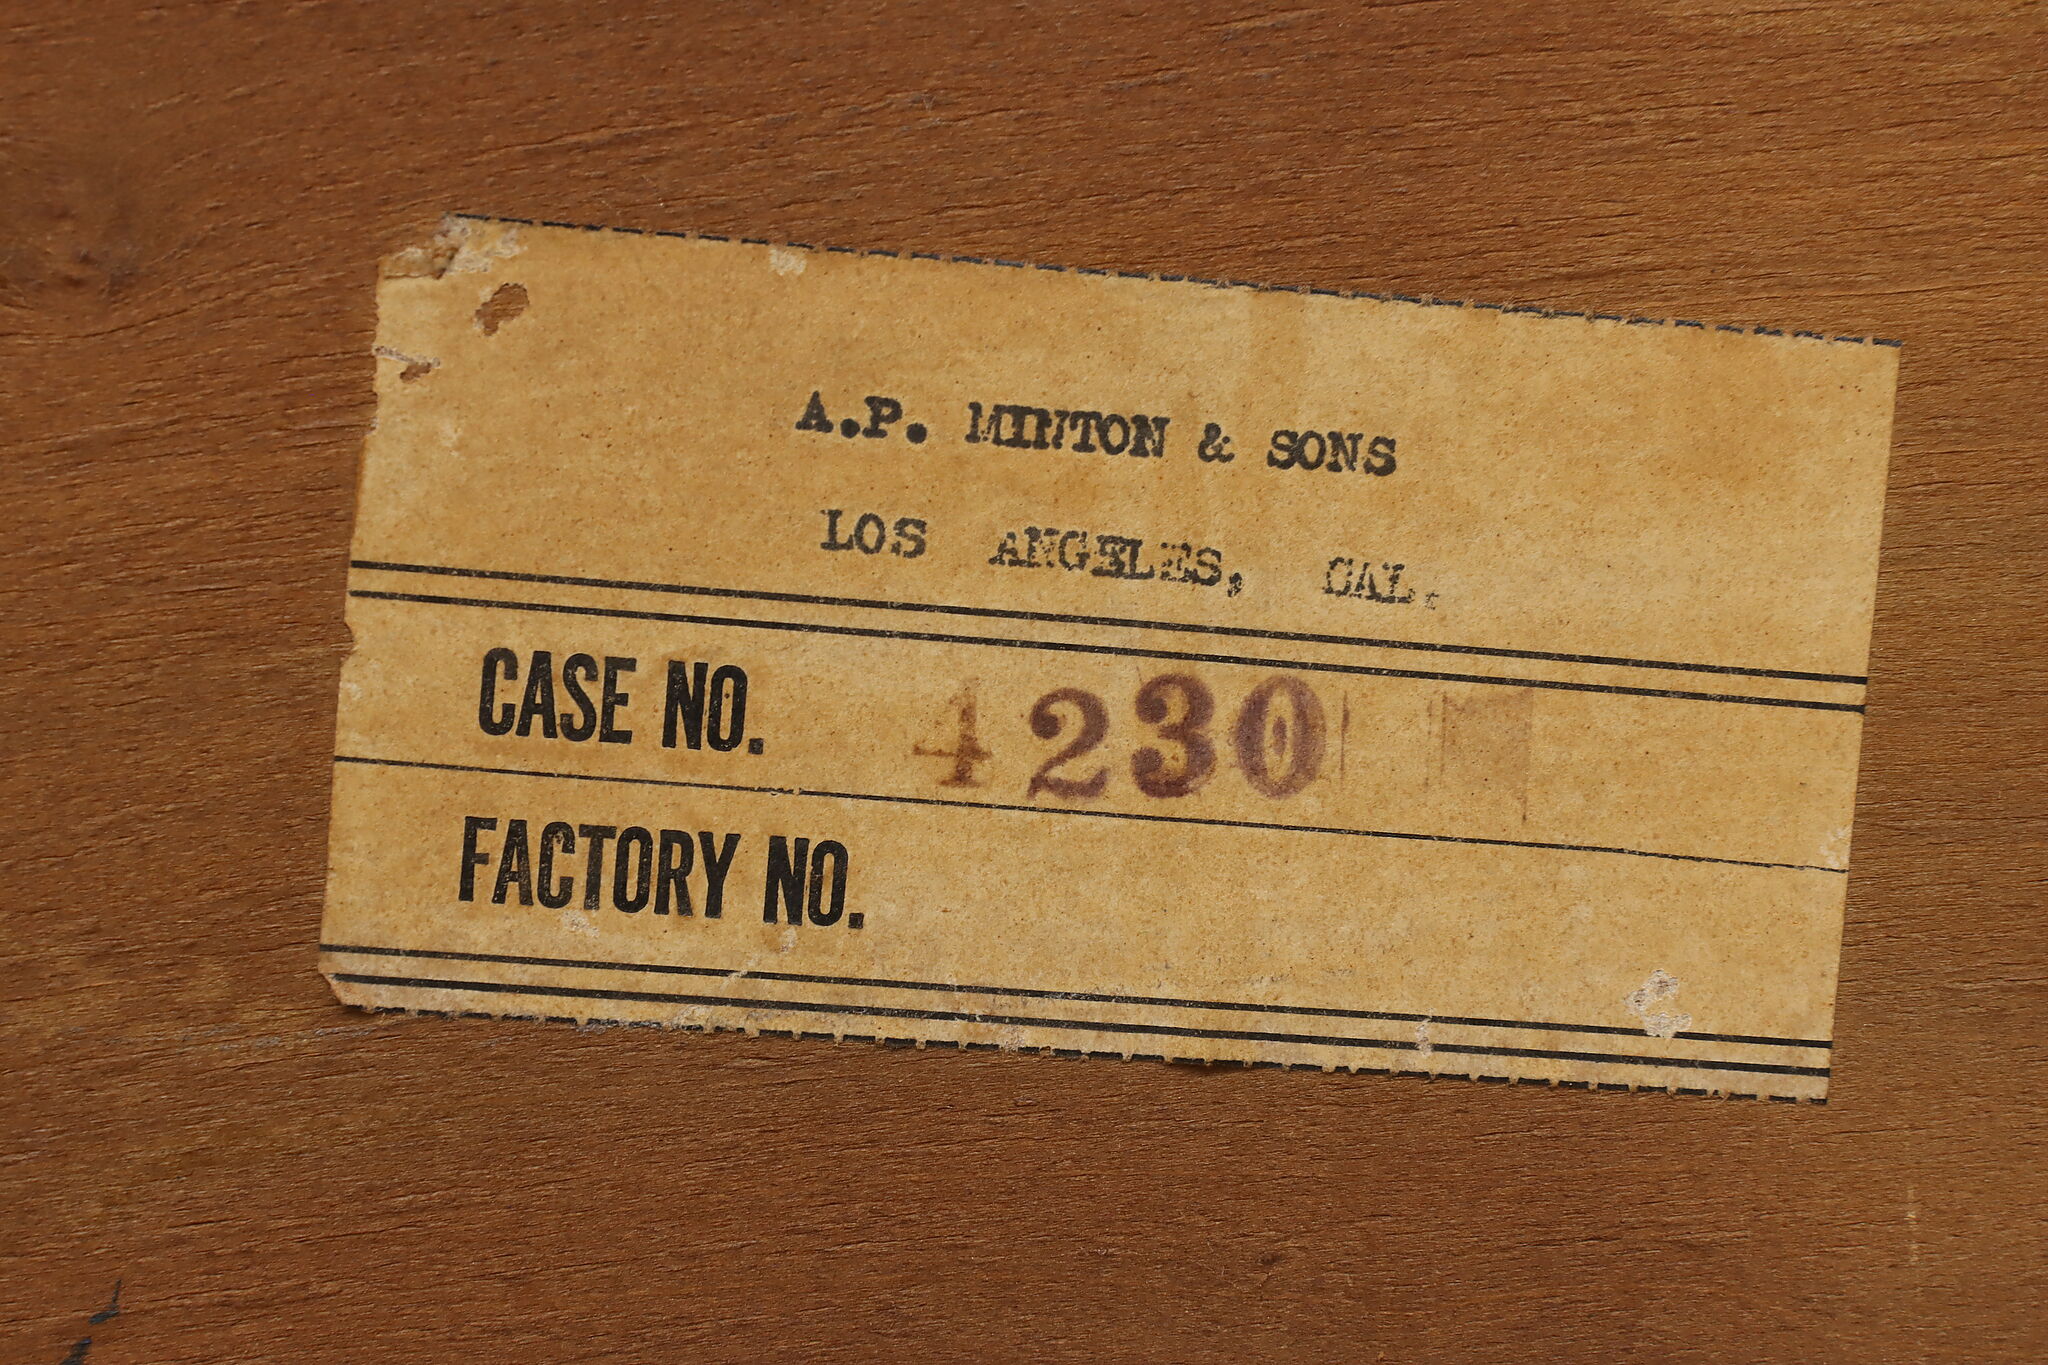 A.P. MINTON & SONS
LOS ANGELES, CAL.
CASE NO. 4230
FACTORY NO.